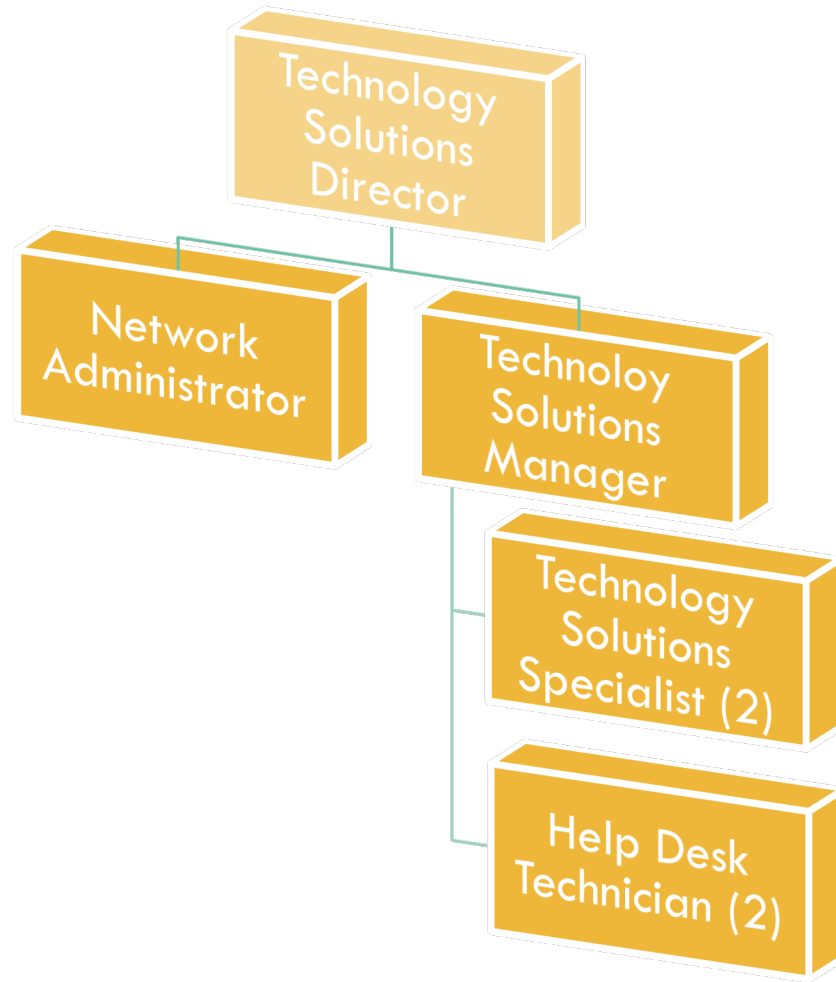 Technology
Solutions
Director
Network
Administrator
Technoloy
Solutions
Manager
Technology
Solutions
Specialist (2)
Help Desk
Technician (2)